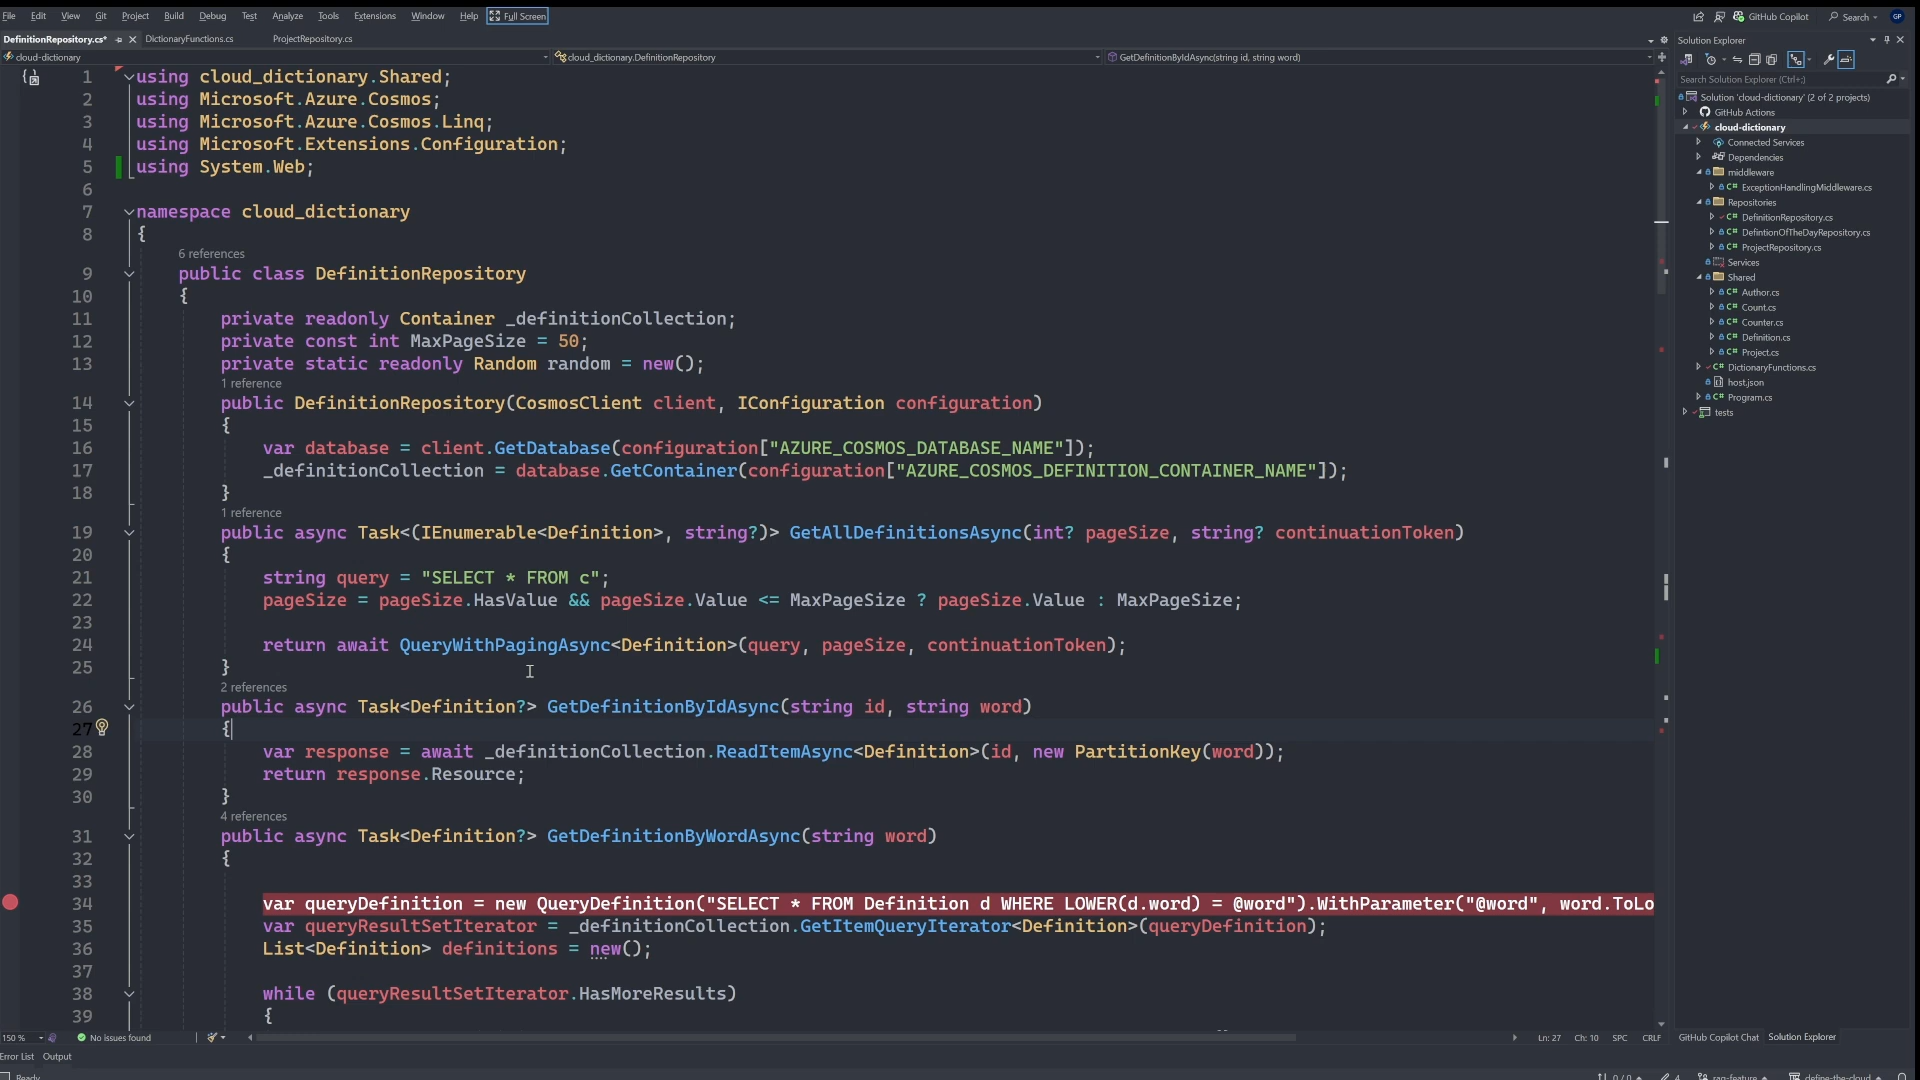 File Edit View Git Project Build Debug Test Analyze Tools Extensions Window Help Full Screen GitHub Copilot Search GP
DefinitionRepository.cs* DictionaryFunctions.cs ProjectRepository.cs
cloud-dictionary cloud_dictionary.DefinitionRepository GetDefinitionByIdAsync(string id, string word)
1 using cloud_dictionary.Shared;
2 using Microsoft.Azure.Cosmos;
3 using Microsoft.Azure.Cosmos.Linq;
4 using Microsoft.Extensions.Configuration;
5 using System.Web;
6
7 namespace cloud_dictionary
8 {
6 references
9 public class DefinitionRepository
10 {
11 private readonly Container _definitionCollection;
12 private const int MaxPageSize = 50;
13 private static readonly Random random = new();
1 reference
14 public DefinitionRepository(CosmosClient client, IConfiguration configuration)
15 {
16 var database = client.GetDatabase(configuration["AZURE_COSMOS_DATABASE_NAME"]);
17 _definitionCollection = database.GetContainer(configuration["AZURE_COSMOS_DEFINITION_CONTAINER_NAME"]);
18 }
1 reference
19 public async Task<(IEnumerable<Definition>, string?)> GetAllDefinitionsAsync(int? pageSize, string? continuationToken)
20 {
21 string query = "SELECT * FROM c";
22 pageSize = pageSize.HasValue && pageSize.Value <= MaxPageSize ? pageSize.Value : MaxPageSize;
23
24 return await QueryWithPagingAsync<Definition>(query, pageSize, continuationToken);
25 }
2 references
26 public async Task<Definition?> GetDefinitionByIdAsync(string id, string word)
27 {
28 var response = await _definitionCollection.ReadItemAsync<Definition>(id, new PartitionKey(word));
29 return response.Resource;
30 }
4 references
31 public async Task<Definition?> GetDefinitionByWordAsync(string word)
32 {
33
34 var queryDefinition = new QueryDefinition("SELECT * FROM Definition d WHERE LOWER(d.word) = @word").WithParameter("@word", word.ToLo
35 var queryResultSetIterator = _definitionCollection.GetItemQueryIterator<Definition>(queryDefinition);
36 List<Definition> definitions = new();
37
38 while (queryResultSetIterator.HasMoreResults)
39 {
150 % No issues found Ln: 27 Ch: 10 SPC CRLF
Error List Output
Ready 0 / 0 4 rag-feature define-the-cloud
Solution Explorer
Search Solution Explorer (Ctrl+;)
Solution 'cloud-dictionary' (2 of 2 projects)
GitHub Actions
cloud-dictionary
Connected Services
Dependencies
middleware
C# ExceptionHandlingMiddleware.cs
Repositories
C# DefinitionRepository.cs
C# DefintionOfTheDayRepository.cs
C# ProjectRepository.cs
Services
Shared
C# Author.cs
C# Count.cs
C# Counter.cs
C# Definition.cs
C# Project.cs
C# DictionaryFunctions.cs
host.json
C# Program.cs
tests
GitHub Copilot Chat Solution Explorer